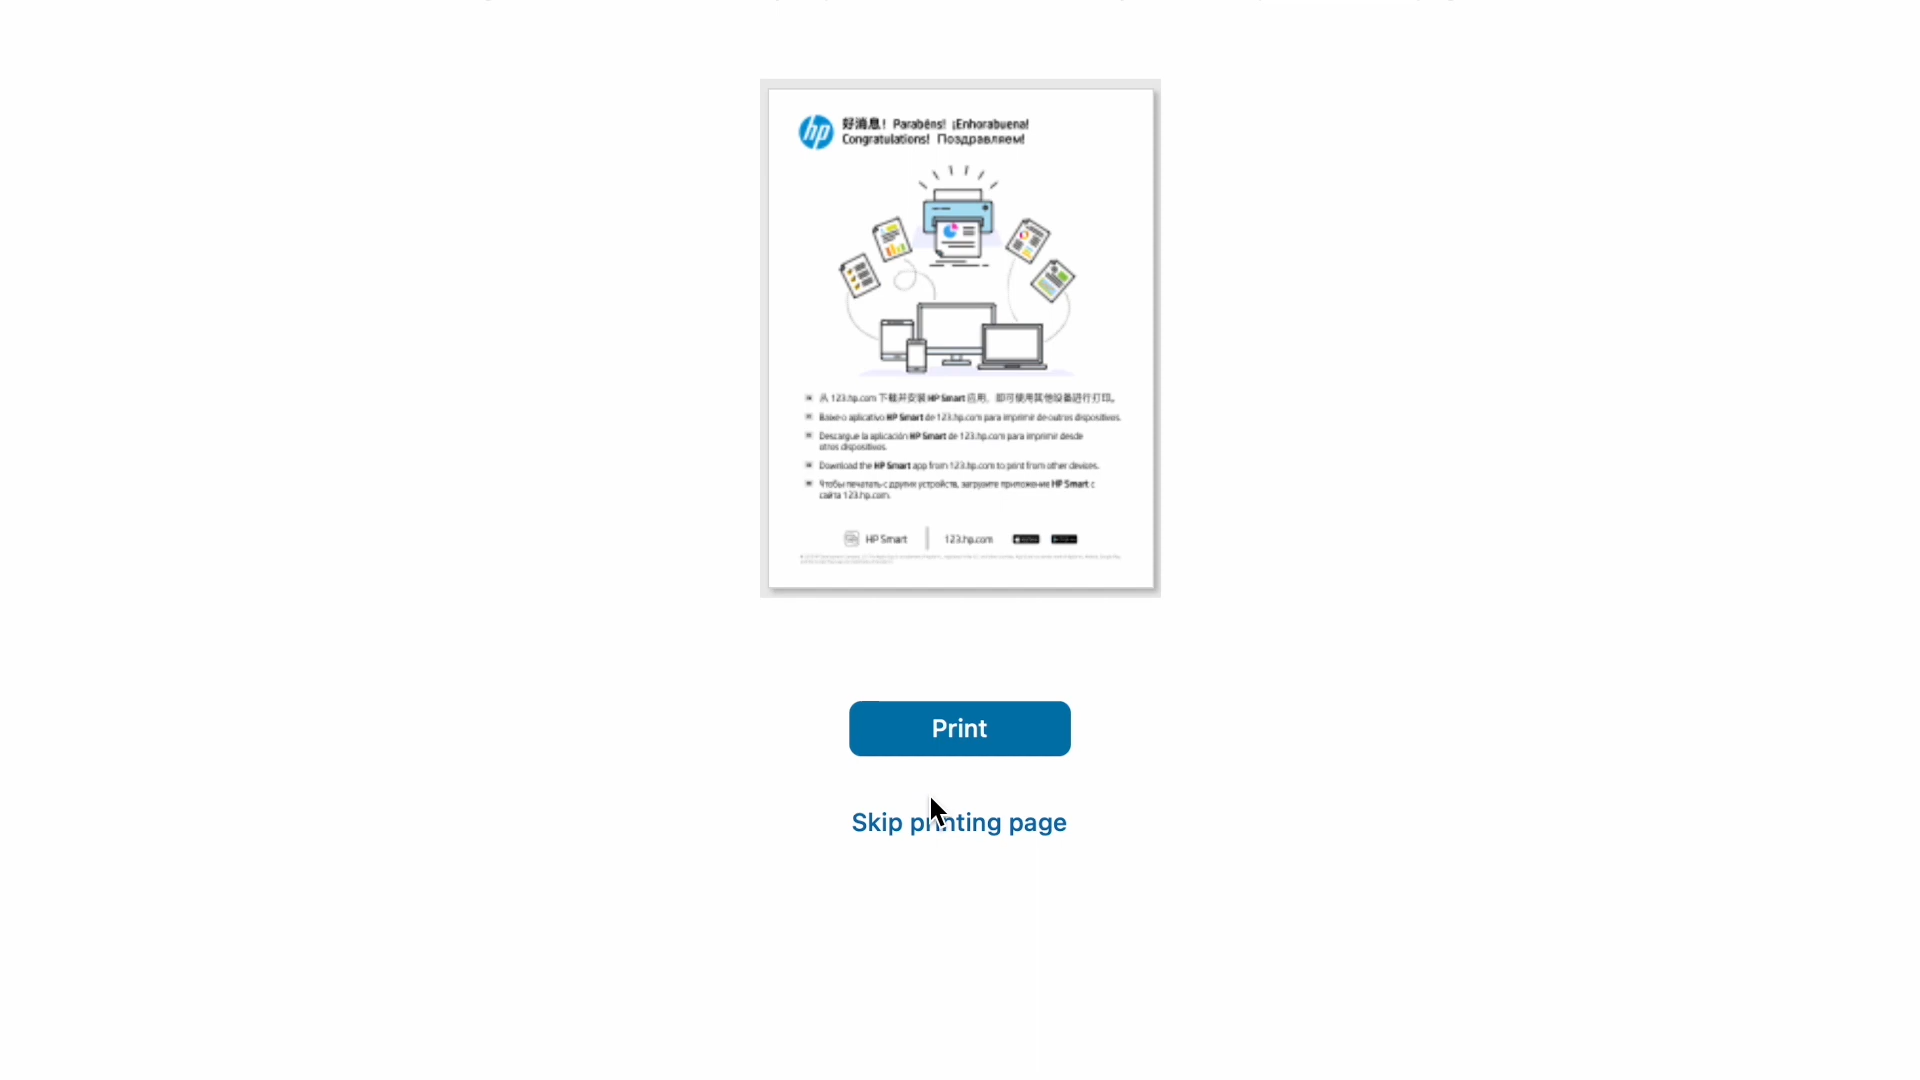 hp
好消息! Parabéns! ¡Enhorabuena!
Congratulations! Поздравляем!
从 123.hp.com 下载并安装 HP Smart 应用，即可使用其他设备进行打印。
Baixe o aplicativo HP Smart de 123.hp.com para imprimir de outros dispositivos.
Descargue la aplicación HP Smart de 123.hp.com para imprimir desde
otros dispositivos.
Download the HP Smart app from 123.hp.com to print from other devices.
Чтобы печатать с других устройств, загрузите приложение HP Smart с
сайта 123.hp.com.
HP Smart
123.hp.com
Print
Skip printing page